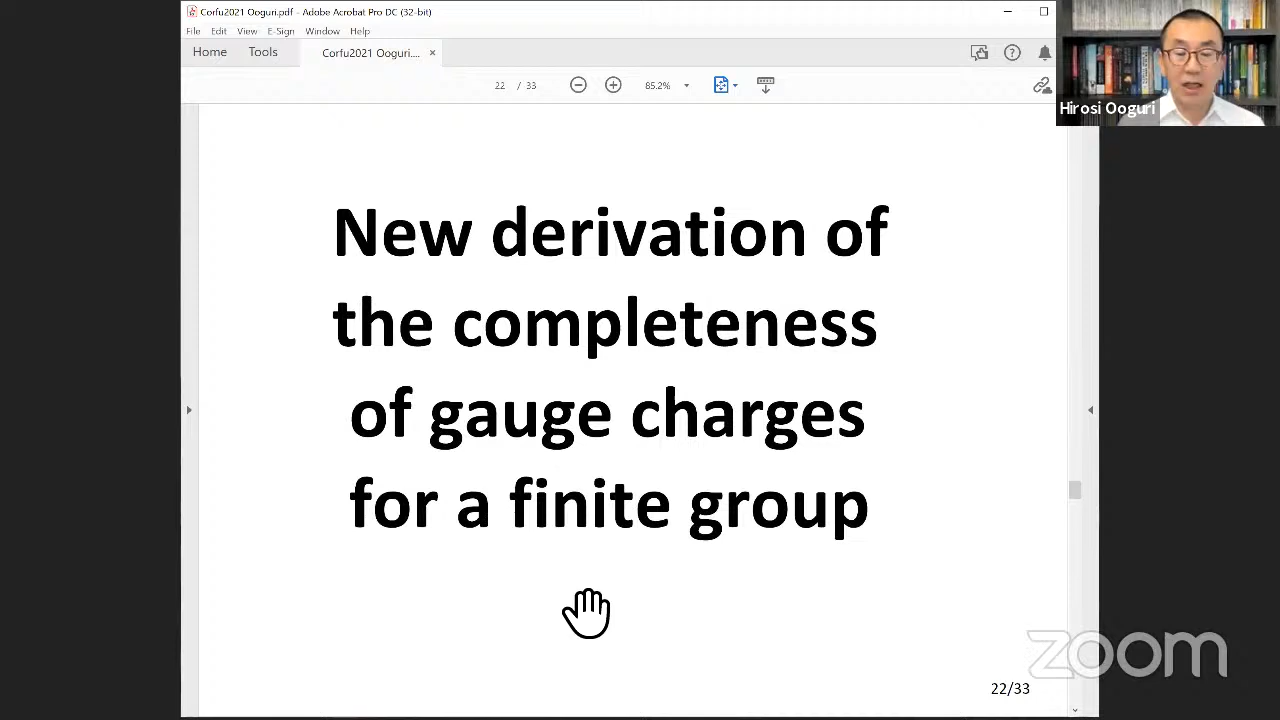 Corfu2021 Ooguri.pdf - Adobe Acrobat Pro DC (32-bit)
File Edit View E-Sign Window Help
Home Tools Corfu2021 Ooguri.... ×
22 / 33 85.2%
Hirosi Ooguri
New derivation of
the completeness
of gauge charges
for a finite group
zoom
22/33